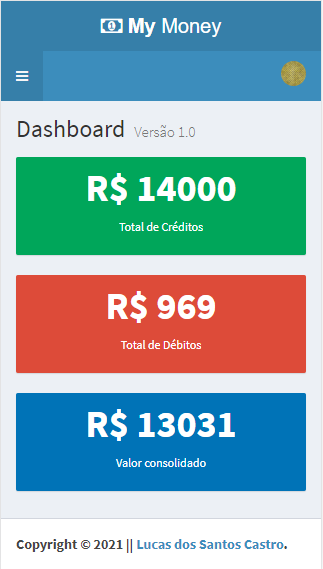 My Money
Dashboard Versão 1.0
R$ 14000
Total de Créditos
R$ 969
Total de Débitos
R$ 13031
Valor consolidado
Copyright © 2021 || Lucas dos Santos Castro.